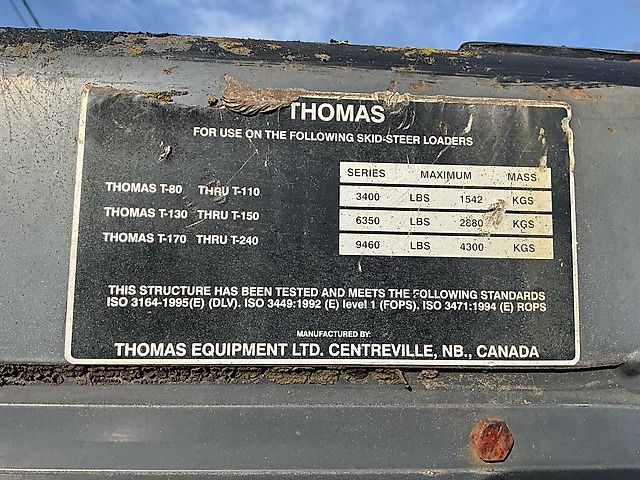 THOMAS
FOR USE ON THE FOLLOWING SKID-STEER LOADERS
SERIES MAXIMUM MASS
THOMAS T-80 THRU T-110 3400 LBS 1542 KGS
THOMAS T-130 THRU T-150 6350 LBS 2880 KGS
THOMAS T-170 THRU T-240 9460 LBS 4300 KGS
THIS STRUCTURE HAS BEEN TESTED AND MEETS THE FOLLOWING STANDARDS
ISO 3164-1995(E) (DLV). ISO 3449:1992 (E) level 1 (FOPS). ISO 3471:1994 (E) ROPS
MANUFACTURED BY:
THOMAS EQUIPMENT LTD. CENTREVILLE, NB., CANADA